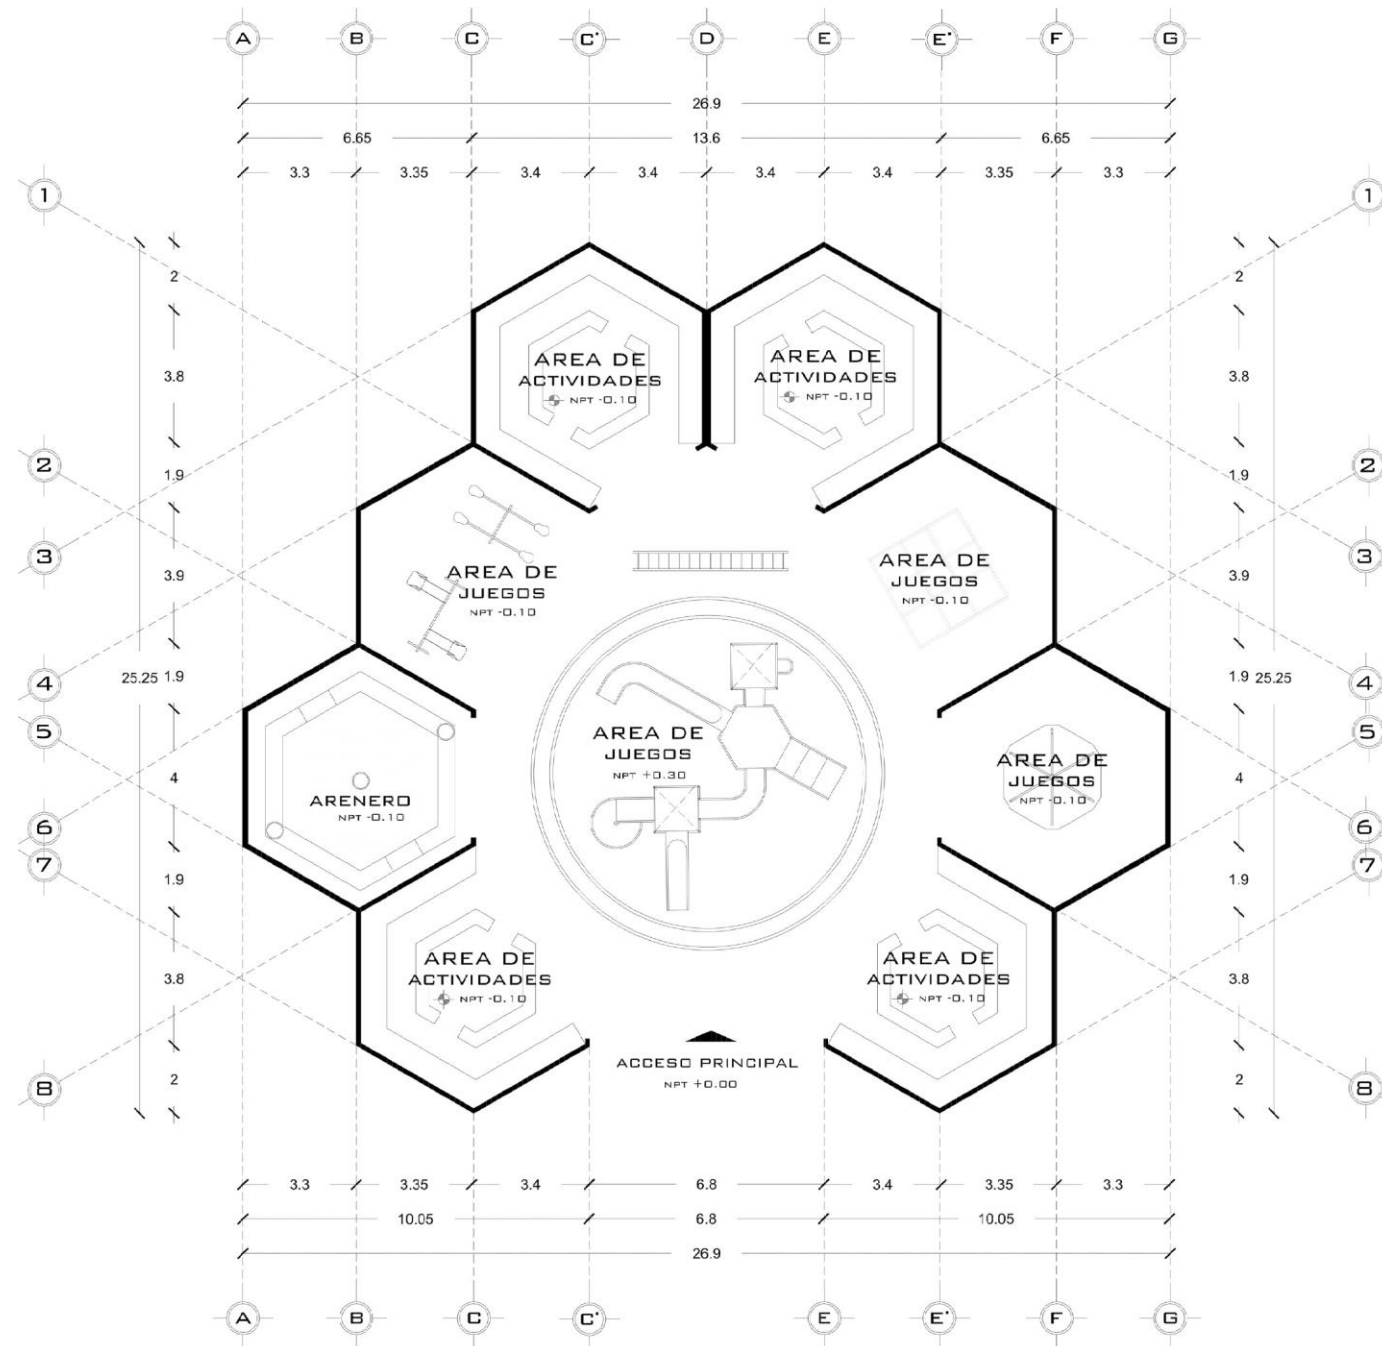 A B C C' D E E' F G
26.9
6.65 13.6 6.65
3.3 3.35 3.4 3.4 3.4 3.4 3.35 3.3
1 1
2 2
3.8 3.8
AREA DE AREA DE
ACTIVIDADES ACTIVIDADES
NPT -0.10 NPT -0.10
2 2
1.9 1.9
3 3
3.9 3.9
AREA DE AREA DE
JUEGOS JUEGOS
NPT -0.10 NPT -0.10
4 4
25.25 1.9 1.9 25.25
5 5
AREA DE
JUEGOS
NPT +0.30
AREA DE
JUEGOS
NPT -0.10
4 4
ARENERO
NPT -0.10
6 6
7 7
1.9 1.9
AREA DE AREA DE
ACTIVIDADES ACTIVIDADES
NPT -0.10 NPT -0.10
3.8 3.8
ACCESO PRINCIPAL
NPT +0.00
2 2
8 8
3.3 3.35 3.4 6.8 3.4 3.35 3.3
10.05 6.8 10.05
26.9
A B C C' E E' F G